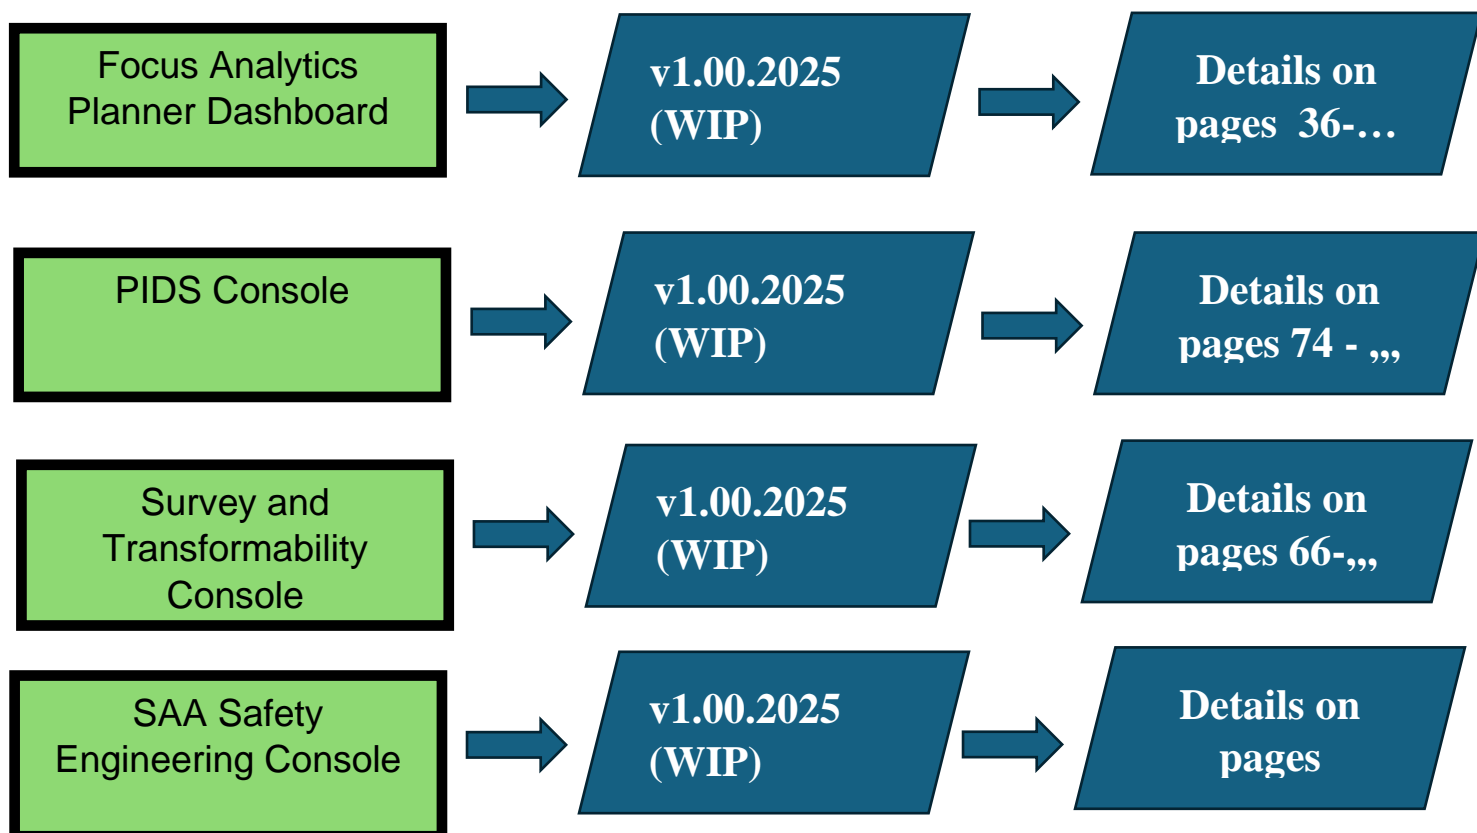 Focus Analytics
Planner Dashboard
v1.00.2025
(WIP)
Details on
pages  36-…
PIDS Console
v1.00.2025
(WIP)
Details on
pages 74 - ,,,
Survey and
Transformability
Console
v1.00.2025
(WIP)
Details on
pages 66-,,,
SAA Safety
Engineering Console
v1.00.2025
(WIP)
Details on
pages